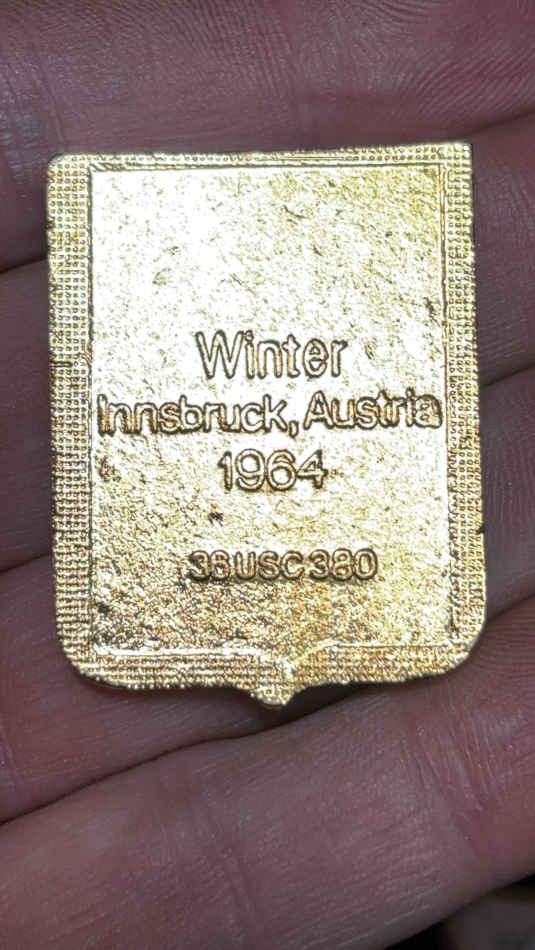 Winter
Innsbruck, Austria
1964
36USC380